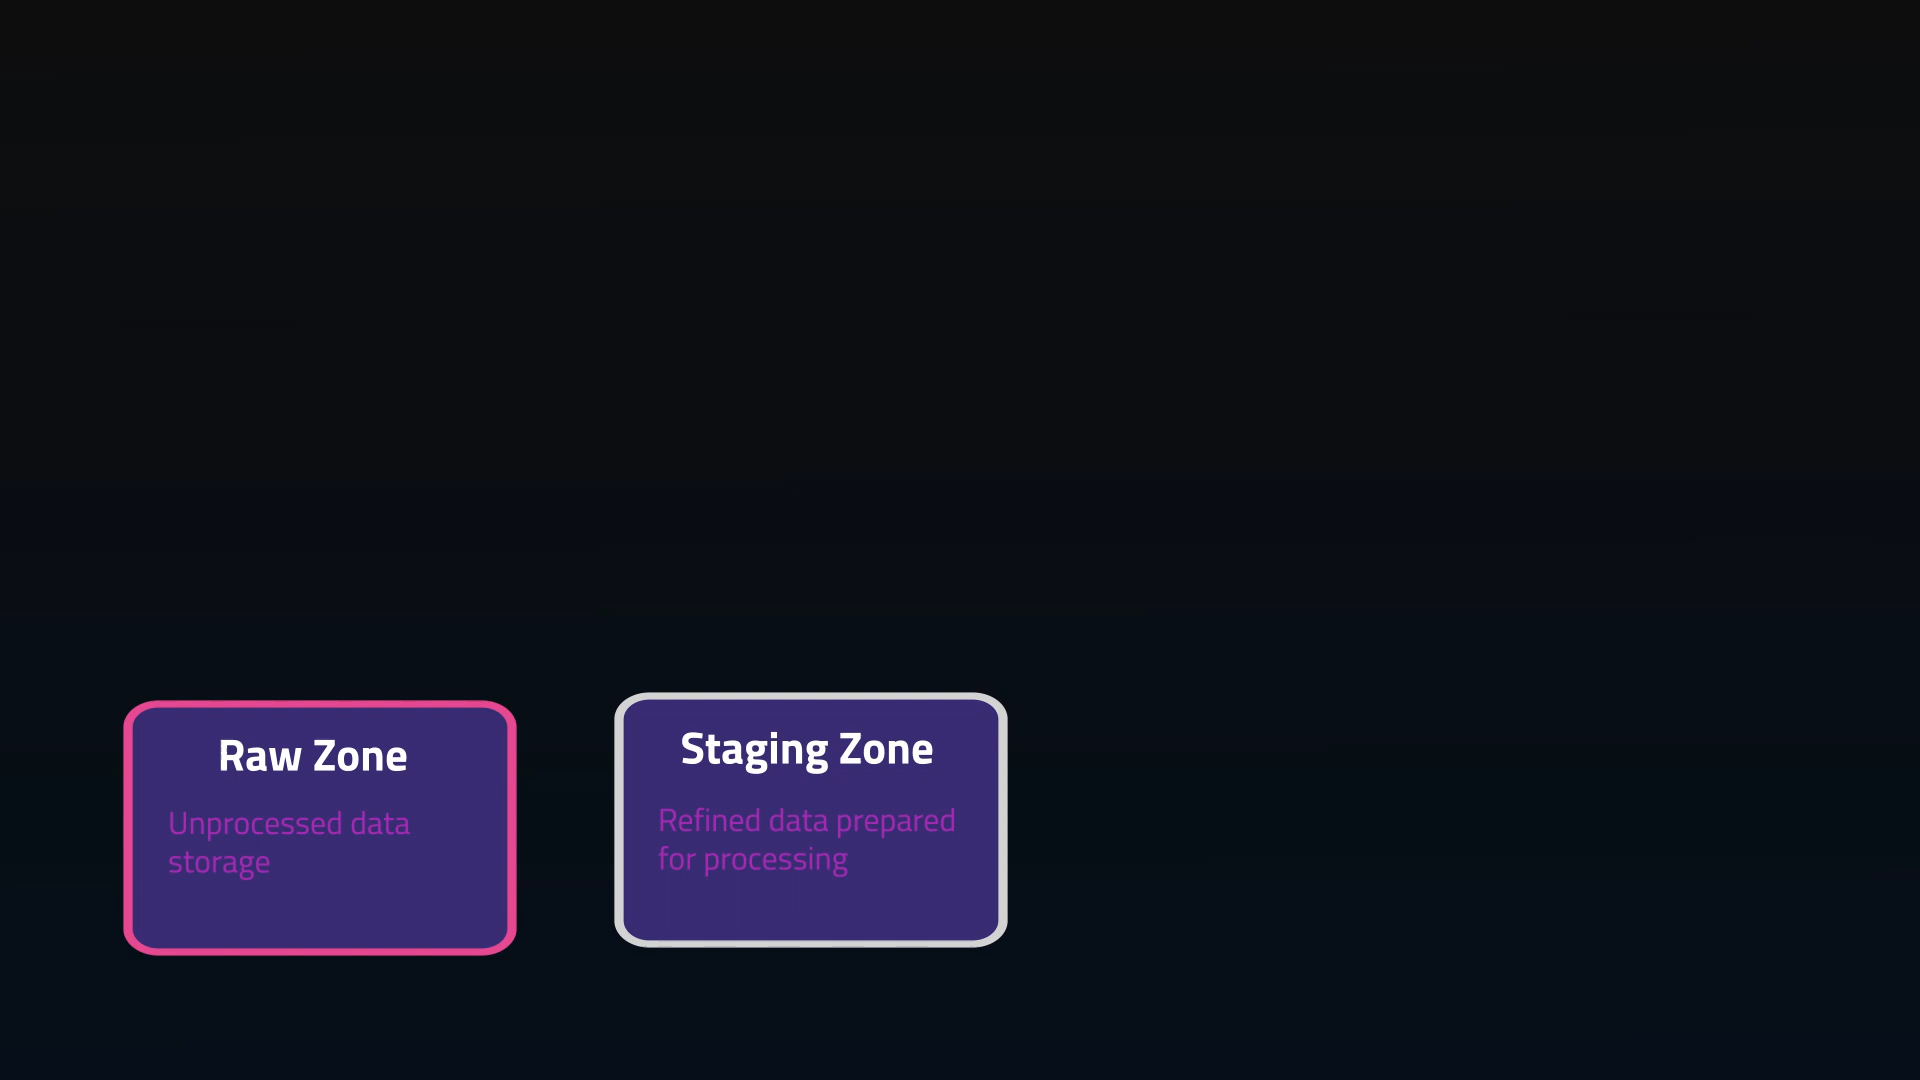 Raw Zone
Unprocessed data
storage
Staging Zone
Refined data prepared
for processing